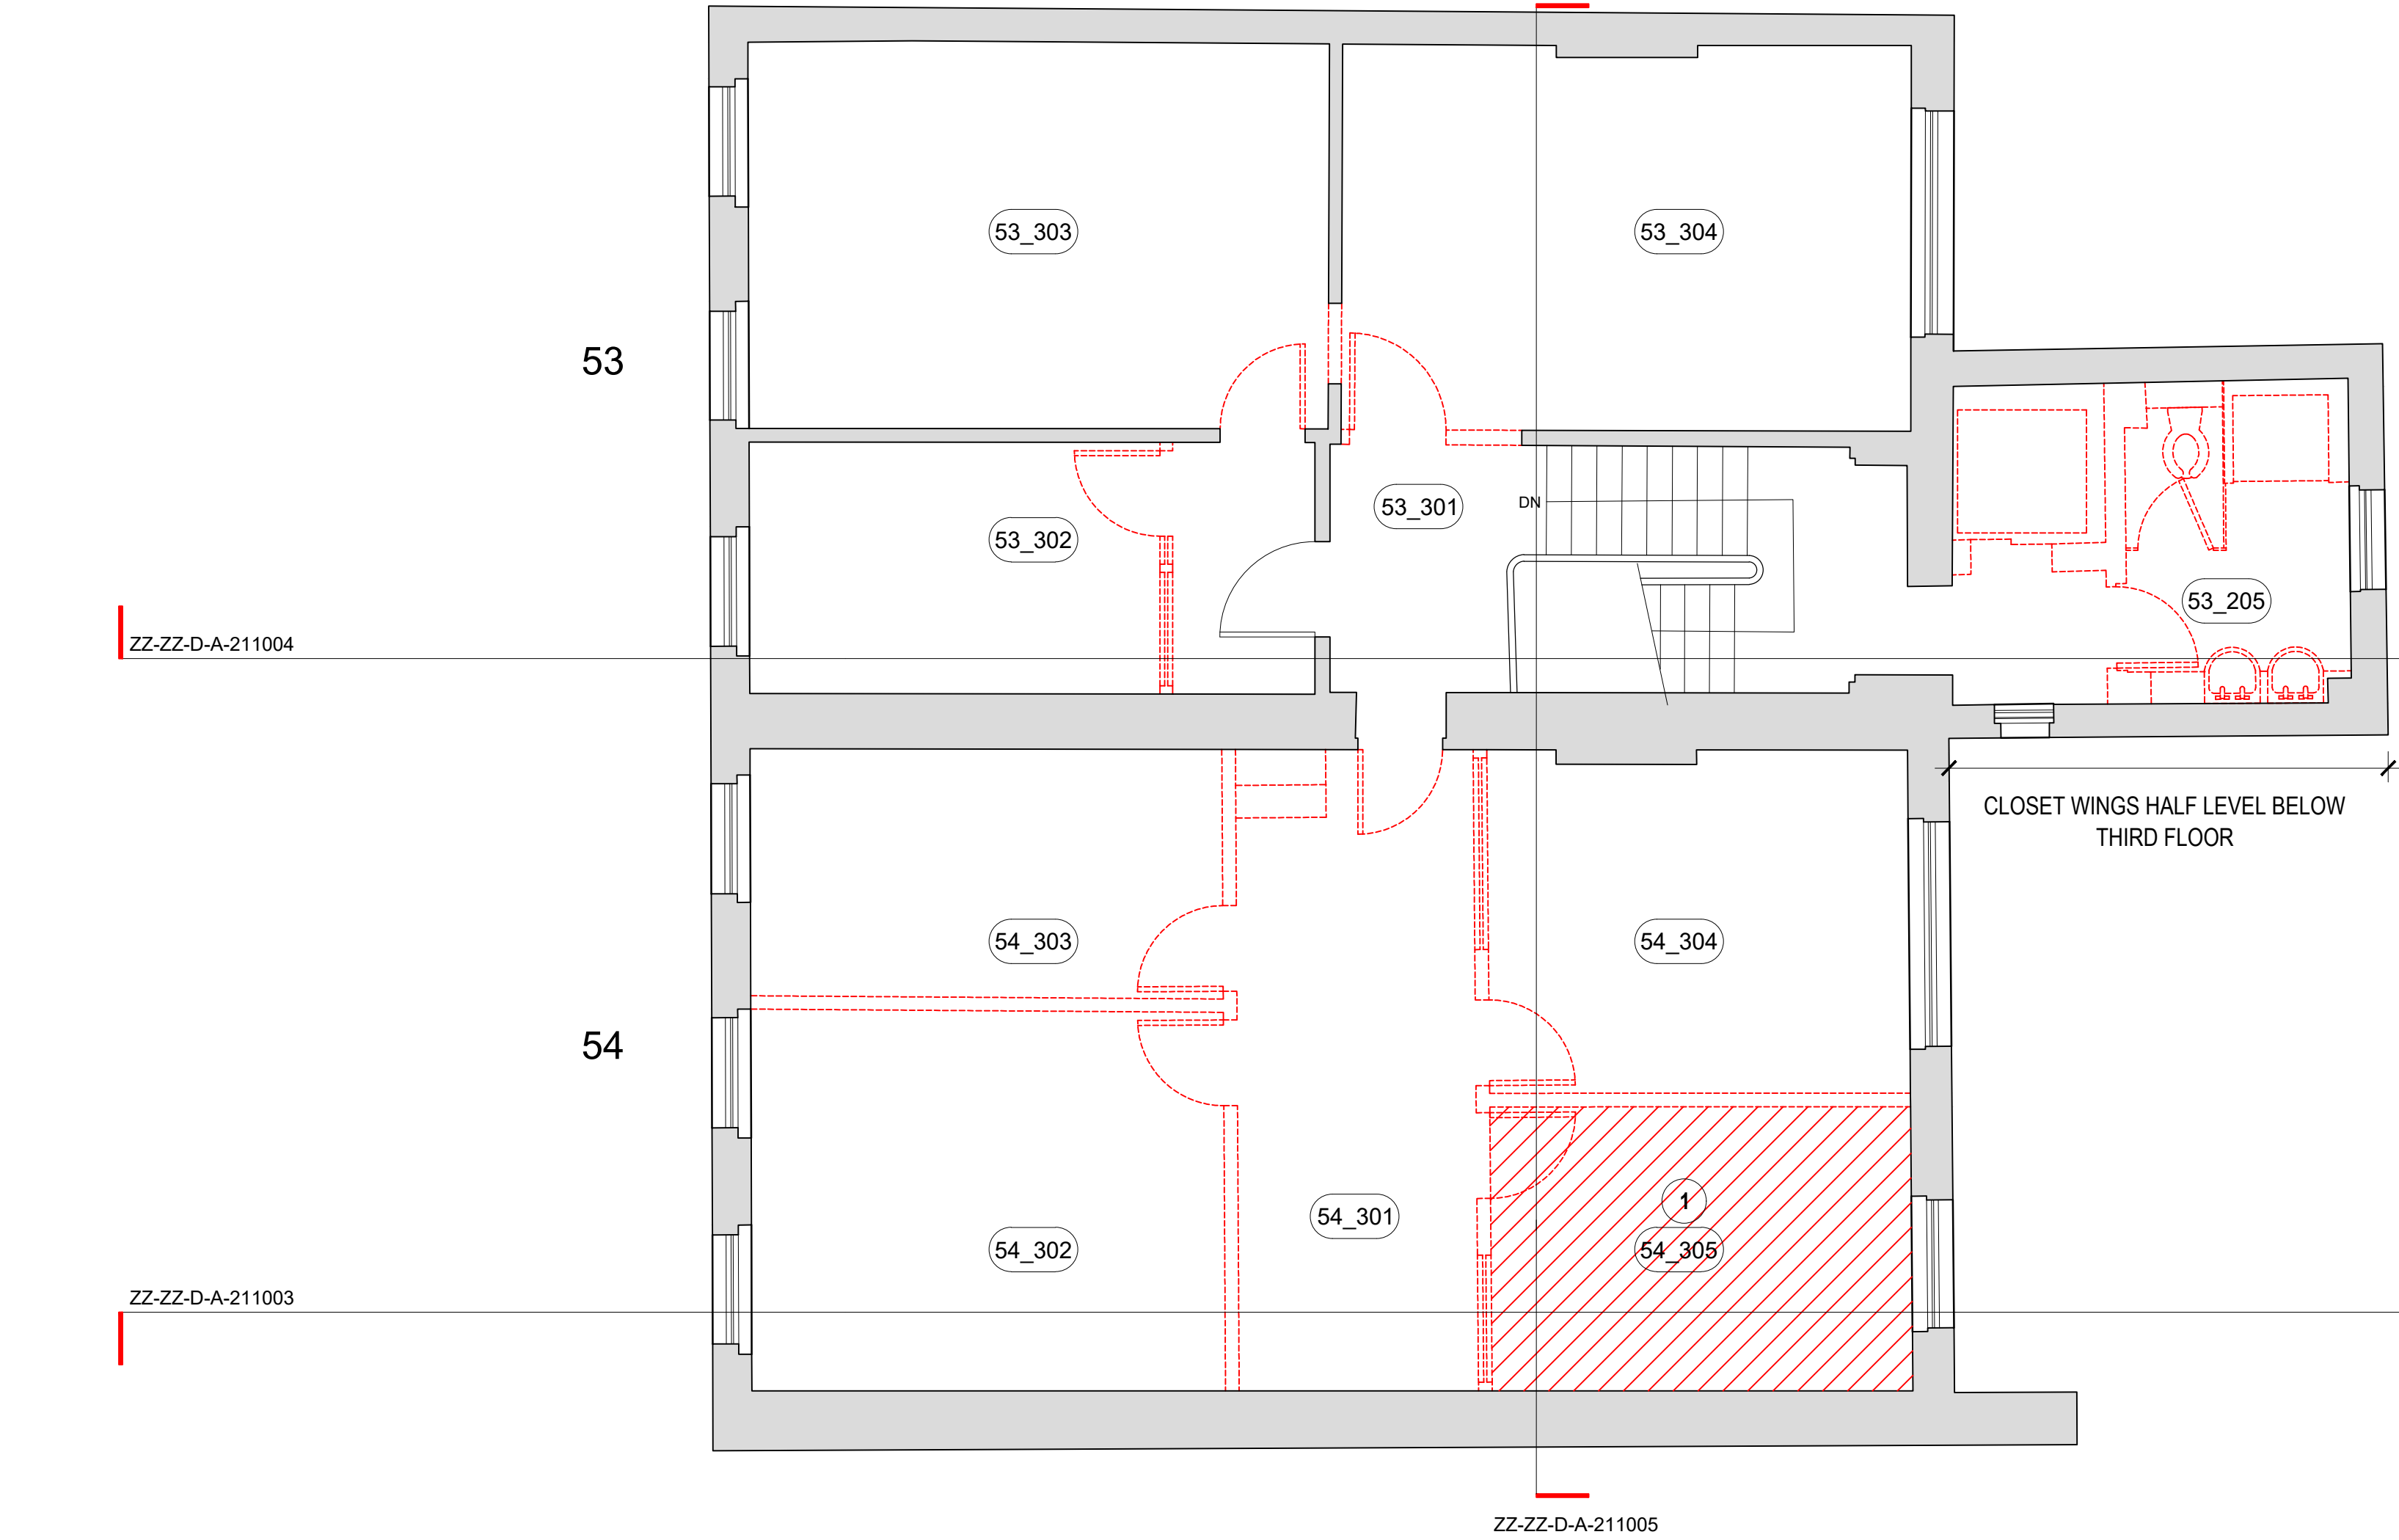 53_303
53_304
53
53_301
DN
53_302
53_205
ZZ-ZZ-D-A-211004
CLOSET WINGS HALF LEVEL BELOW
THIRD FLOOR
54_303
54_304
54
1
54_301
54_302
54_305
ZZ-ZZ-D-A-211003
ZZ-ZZ-D-A-211005